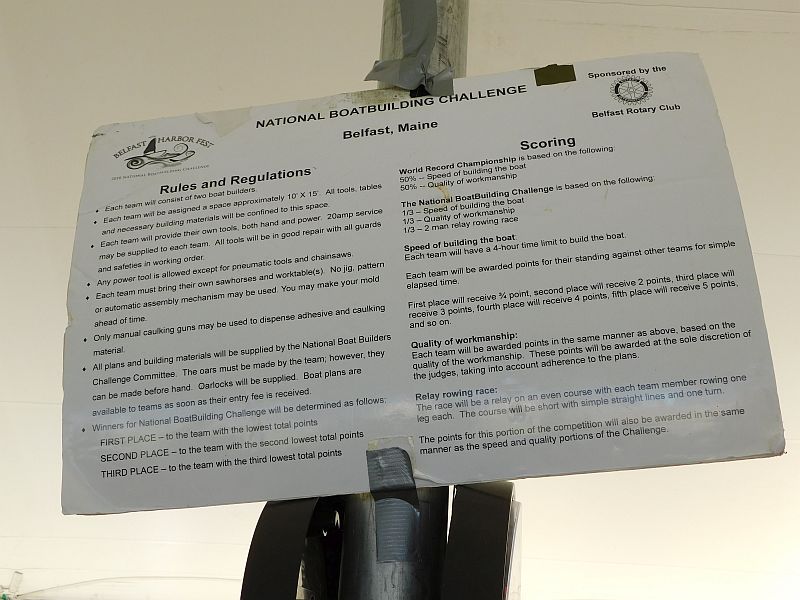 NATIONAL BOATBUILDING CHALLENGE
Belfast, Maine
Sponsored by the
Belfast Rotary Club
BELFAST HARBOR FEST
NATIONAL BOATBUILDING CHALLENGE
Rules and Regulations
Each team will consist of two boat builders.
Each team will be assigned a space approximately 10' X 15'. All tools, tables
and necessary building materials will be confined to this space.
Each team will provide their own tools, both hand and power. 20amp service
may be supplied to each team. All tools will be in good repair with all guards
and safeties in working order.
Any power tool is allowed except for pneumatic tools and chainsaws.
Each team must bring their own sawhorses and worktable(s). No jig, pattern
or automatic assembly mechanism may be used. You may make your mold
ahead of time.
Only manual caulking guns may be used to dispense adhesive and caulking
material.
All plans and building materials will be supplied by the National Boat Builders
Challenge Committee. The oars must be made by the team; however, they
can be made before hand. Oarlocks will be supplied. Boat plans are
available to teams as soon as their entry fee is received.
Winners for National BoatBuilding Challenge will be determined as follows:
FIRST PLACE – to the team with the lowest total points
SECOND PLACE – to the team with the second lowest total points
THIRD PLACE – to the team with the third lowest total points
Scoring
World Record Championship is based on the following:
50% -- Speed of building the boat
50% -- Quality of workmanship
The National BoatBuilding Challenge is based on the following:
1/3 – Speed of building the boat
1/3 – Quality of workmanship
1/3 – 2 man relay rowing race
Speed of building the boat:
Each team will have a 4-hour time limit to build the boat.
Each team will be awarded points for their standing against other teams for simple
elapsed time.
First place will receive ¾ point, second place will receive 2 points, third place will
receive 3 points, fourth place will receive 4 points, fifth place will receive 5 points,
and so on.
Quality of workmanship:
Each team will be awarded points in the same manner as above, based on the
quality of the workmanship. These points will be awarded at the sole discretion of
the judges, taking into account adherence to the plans.
Relay rowing race:
The race will be a relay on an even course with each team member rowing one
leg each. The course will be short with simple straight lines and one turn.
The points for this portion of the competition will also be awarded in the same
manner as the speed and quality portions of the Challenge.